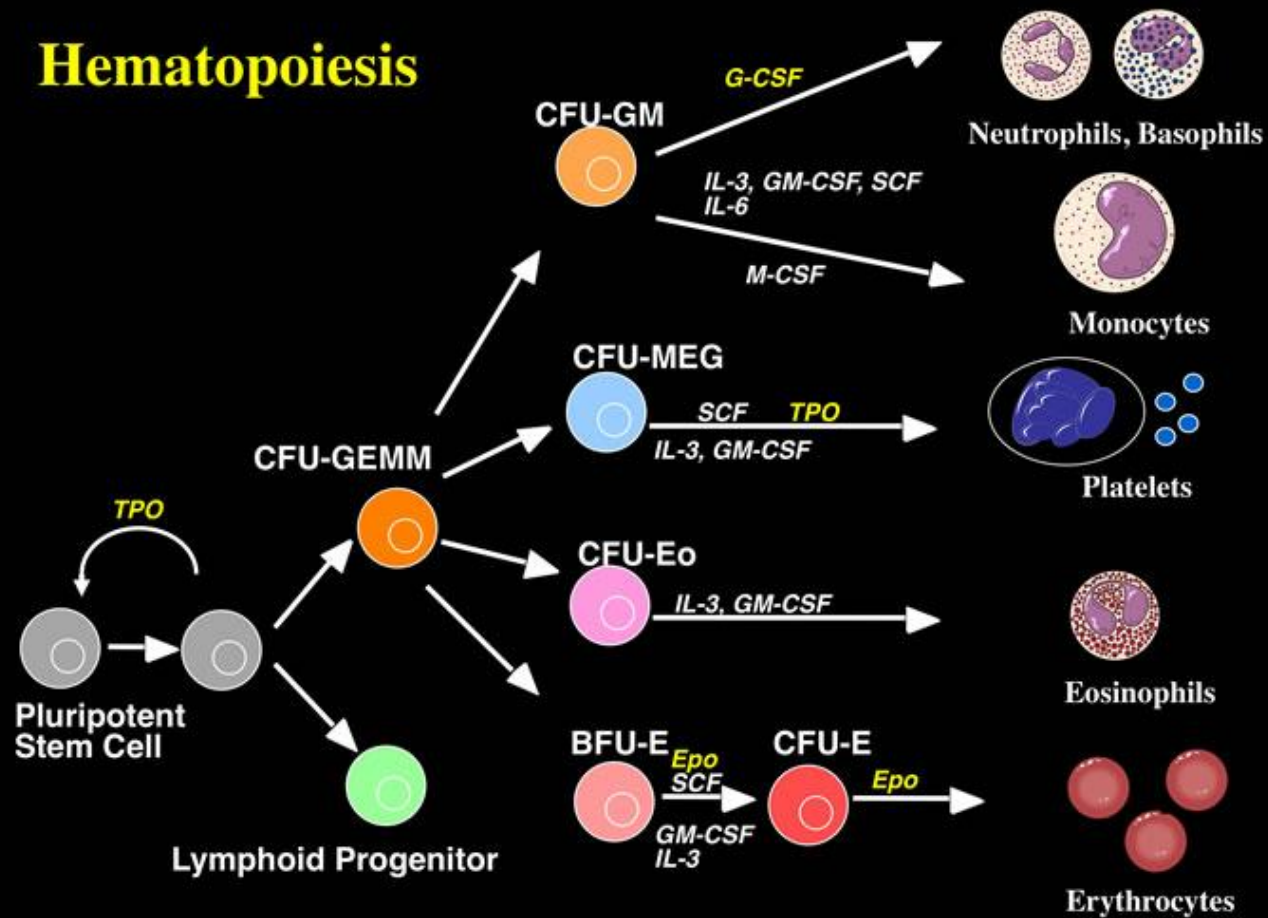 Hematopoiesis
CFU-GM
G-CSF
Neutrophils, Basophils
IL-3, GM-CSF, SCF
IL-6
M-CSF
Monocytes
CFU-MEG
SCF TPO
IL-3, GM-CSF
Platelets
CFU-GEMM
TPO
CFU-Eo
IL-3, GM-CSF
Eosinophils
Pluripotent
Stem Cell
BFU-E
Epo
SCF
GM-CSF
IL-3
CFU-E
Epo
Lymphoid Progenitor
Erythrocytes